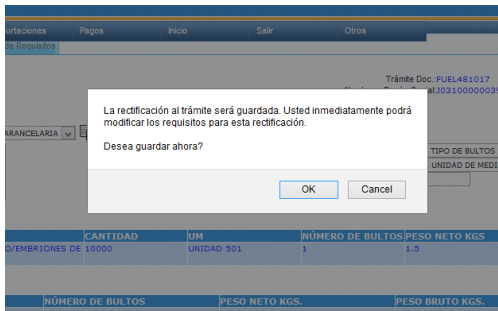 ortaciones Pagos Inicio Salir Otros
de Requisitos
Trámite Doc.:FUEL481017
J0310000003
La rectificación al trámite será guardada. Usted inmediatamente podrá
modificar los requisitos para esta rectificación.
ARANCELARIA
Desea guardar ahora?
TIPO DE BULTOS
UNIDAD DE MEDI
OK Cancel
CANTIDAD UM NÚMERO DE BULTOS PESO NETO KGS
O/EMBRIONES DE 10000 UNIDAD 501 1 1.5
NÚMERO DE BULTOS PESO NETO KGS. PESO BRUTO KGS.